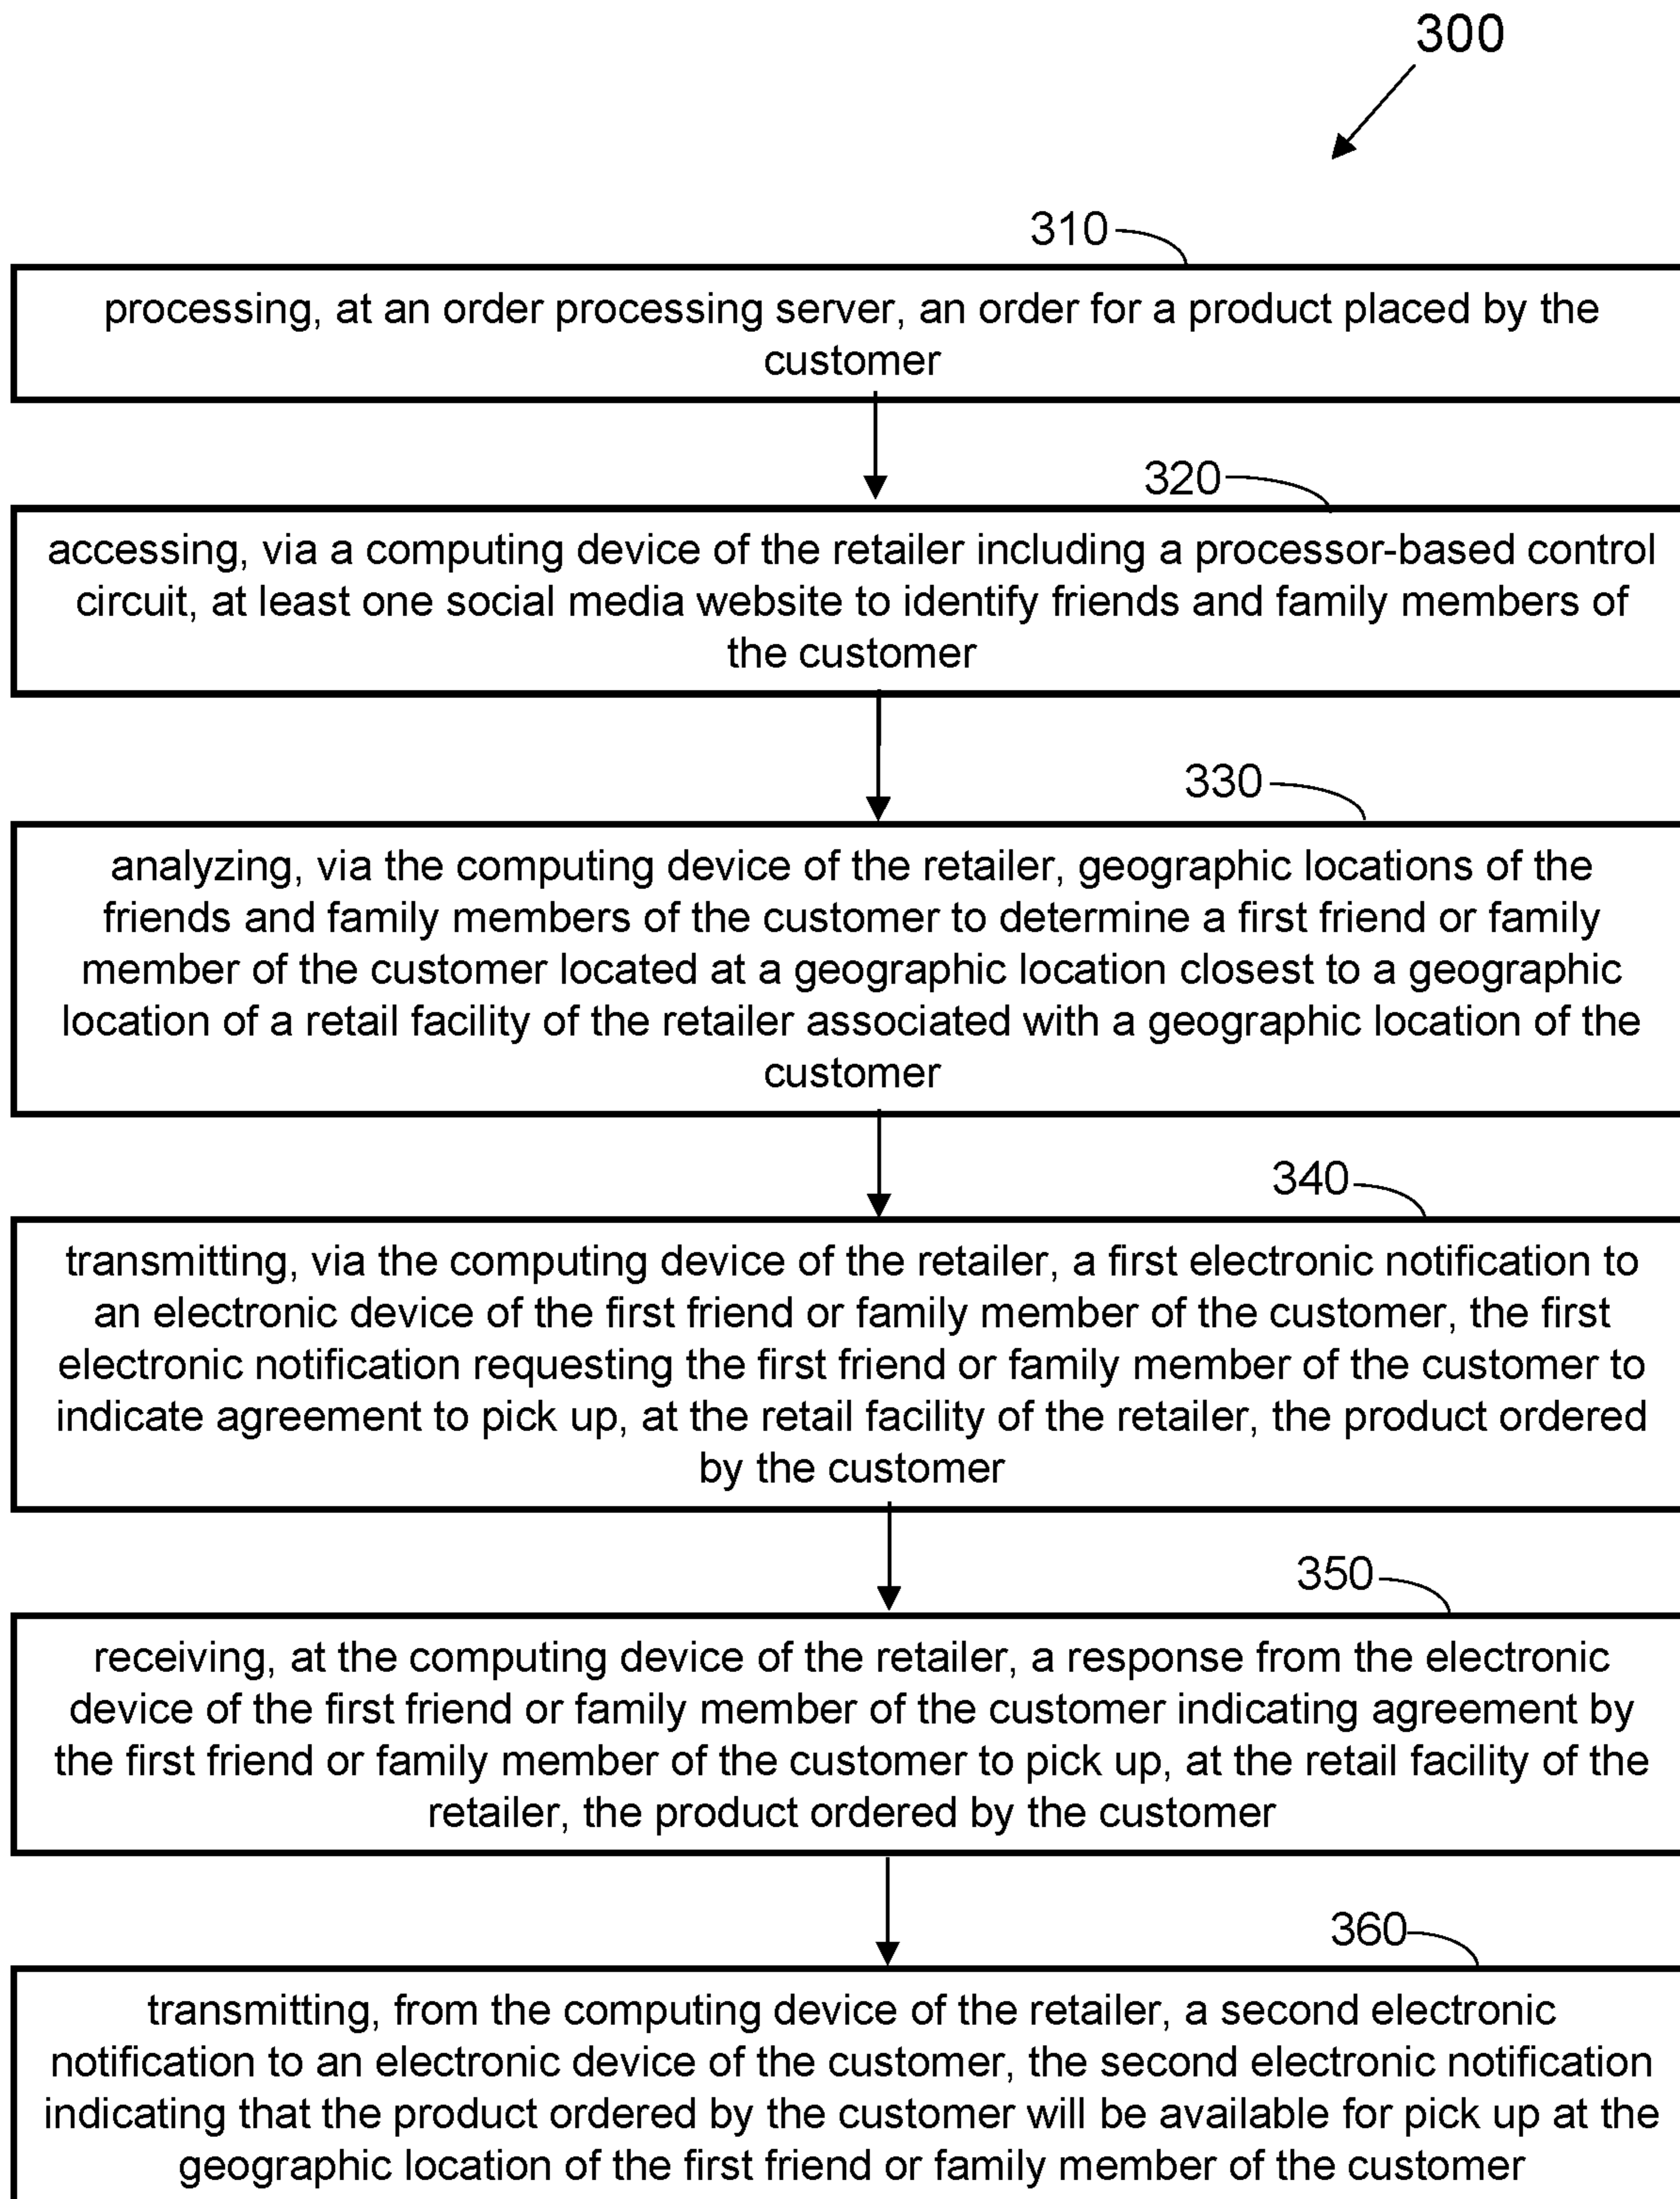 300
310
processing, at an order processing server, an order for a product placed by the
customer
320
accessing, via a computing device of the retailer including a processor-based control
circuit, at least one social media website to identify friends and family members of
the customer
330
analyzing, via the computing device of the retailer, geographic locations of the
friends and family members of the customer to determine a first friend or family
member of the customer located at a geographic location closest to a geographic
location of a retail facility of the retailer associated with a geographic location of the
customer
340
transmitting, via the computing device of the retailer, a first electronic notification to
an electronic device of the first friend or family member of the customer, the first
electronic notification requesting the first friend or family member of the customer to
indicate agreement to pick up, at the retail facility of the retailer, the product ordered
by the customer
350
receiving, at the computing device of the retailer, a response from the electronic
device of the first friend or family member of the customer indicating agreement by
the first friend or family member of the customer to pick up, at the retail facility of the
retailer, the product ordered by the customer
360
transmitting, from the computing device of the retailer, a second electronic
notification to an electronic device of the customer, the second electronic notification
indicating that the product ordered by the customer will be available for pick up at the
geographic location of the first friend or family member of the customer